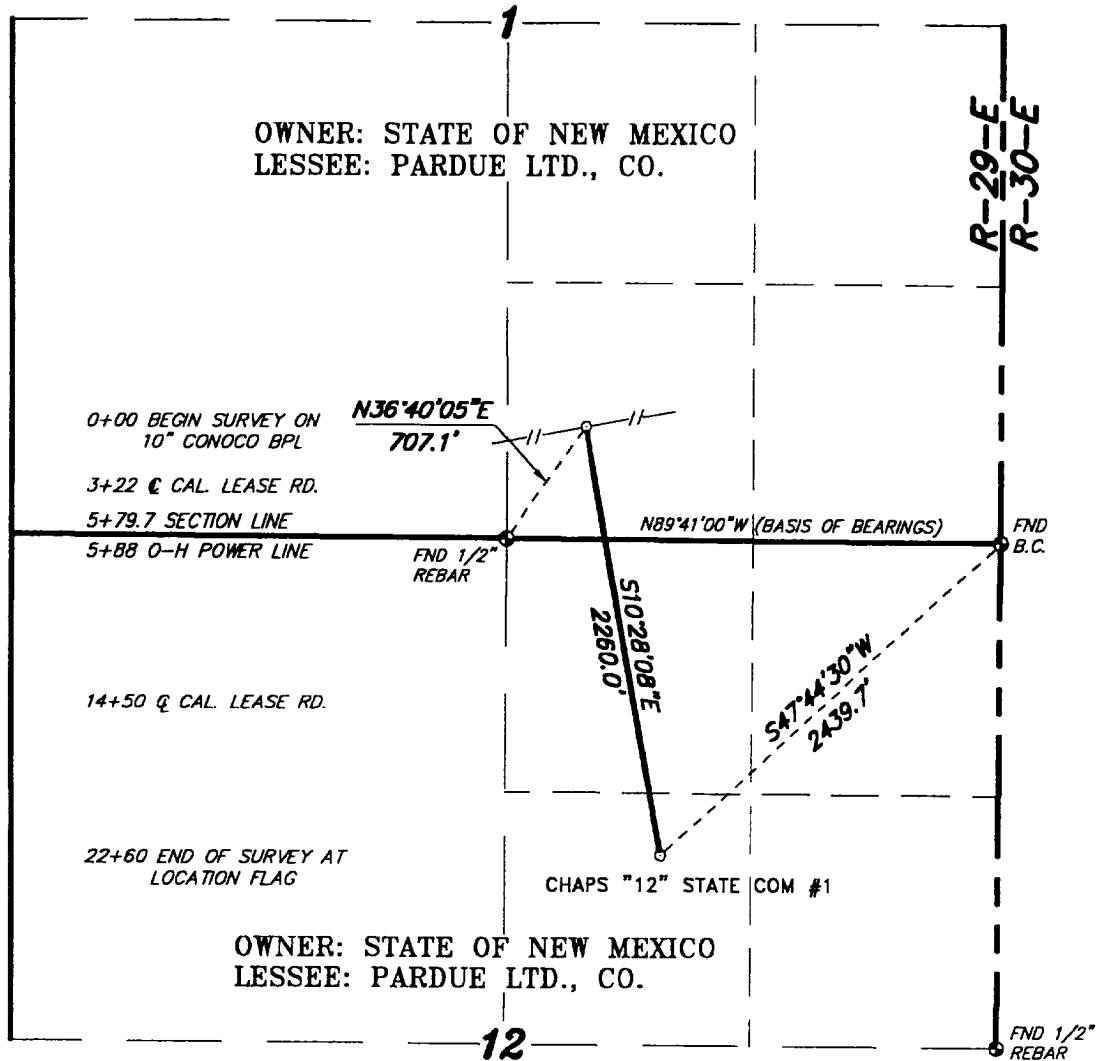 1
OWNER: STATE OF NEW MEXICO
LESSEE: PARDUE LTD., CO.
R-29-E
R-30-E
0+00 BEGIN SURVEY ON
10" CONOCO BPL
N36°40'05"E
707.1'
3+22 ℄ CAL. LEASE RD.
5+79.7 SECTION LINE
5+88 O-H POWER LINE
FND 1/2"
REBAR
N89°41'00"W (BASIS OF BEARINGS)
FND
B.C.
S10°28'08"E
2260.0'
S47°44'30"W
2439.7'
14+50 ℄ CAL. LEASE RD.
22+60 END OF SURVEY AT
LOCATION FLAG
CHAPS "12" STATE COM #1
OWNER: STATE OF NEW MEXICO
LESSEE: PARDUE LTD., CO.
12
FND 1/2"
REBAR